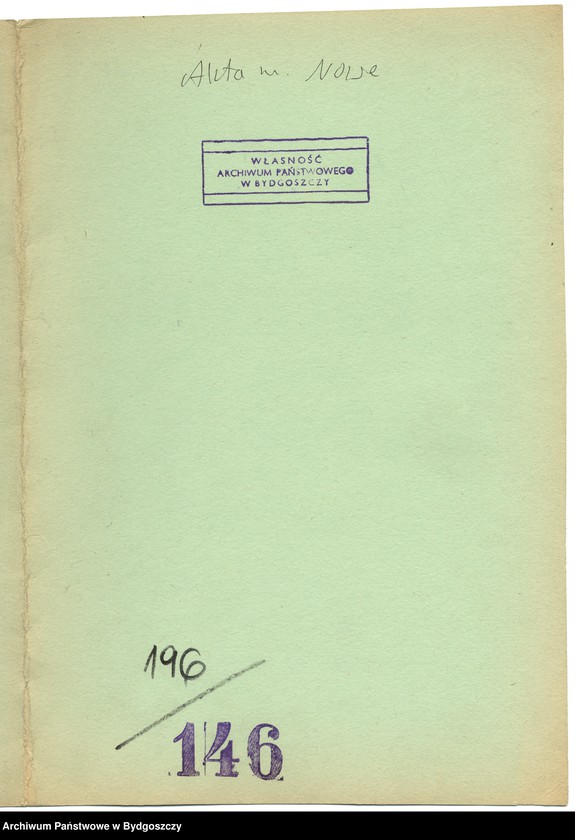 Akta m. Nowe
WŁASNOŚĆ
ARCHIWUM PAŃSTWOWEGO
W BYDGOSZCZY
196
146
Archiwum Państwowe w Bydgoszczy